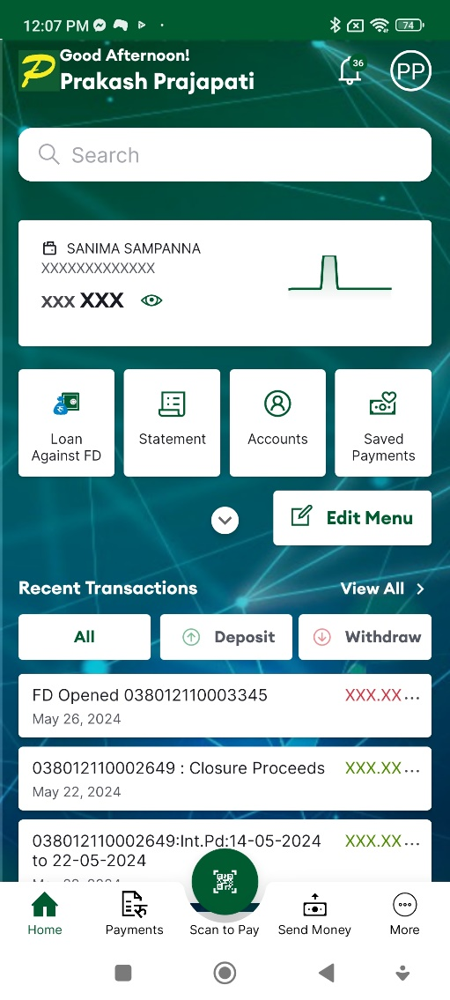 12:07 PM
74
Good Afternoon!
Prakash Prajapati
36
PP
Search
SANIMA SAMPANNA
XXXXXXXXXXXXX
XXX XXX
Loan
Against FD
Statement
Accounts
Saved
Payments
Edit Menu
Recent Transactions
View All
All
Deposit
Withdraw
FD Opened 038012110003345
XXX.XX...
May 26, 2024
038012110002649 : Closure Proceeds
XXX.XX...
May 22, 2024
038012110002649:Int.Pd:14-05-2024
XXX.XX...
to 22-05-2024
Home
Payments
Scan to Pay
Send Money
More